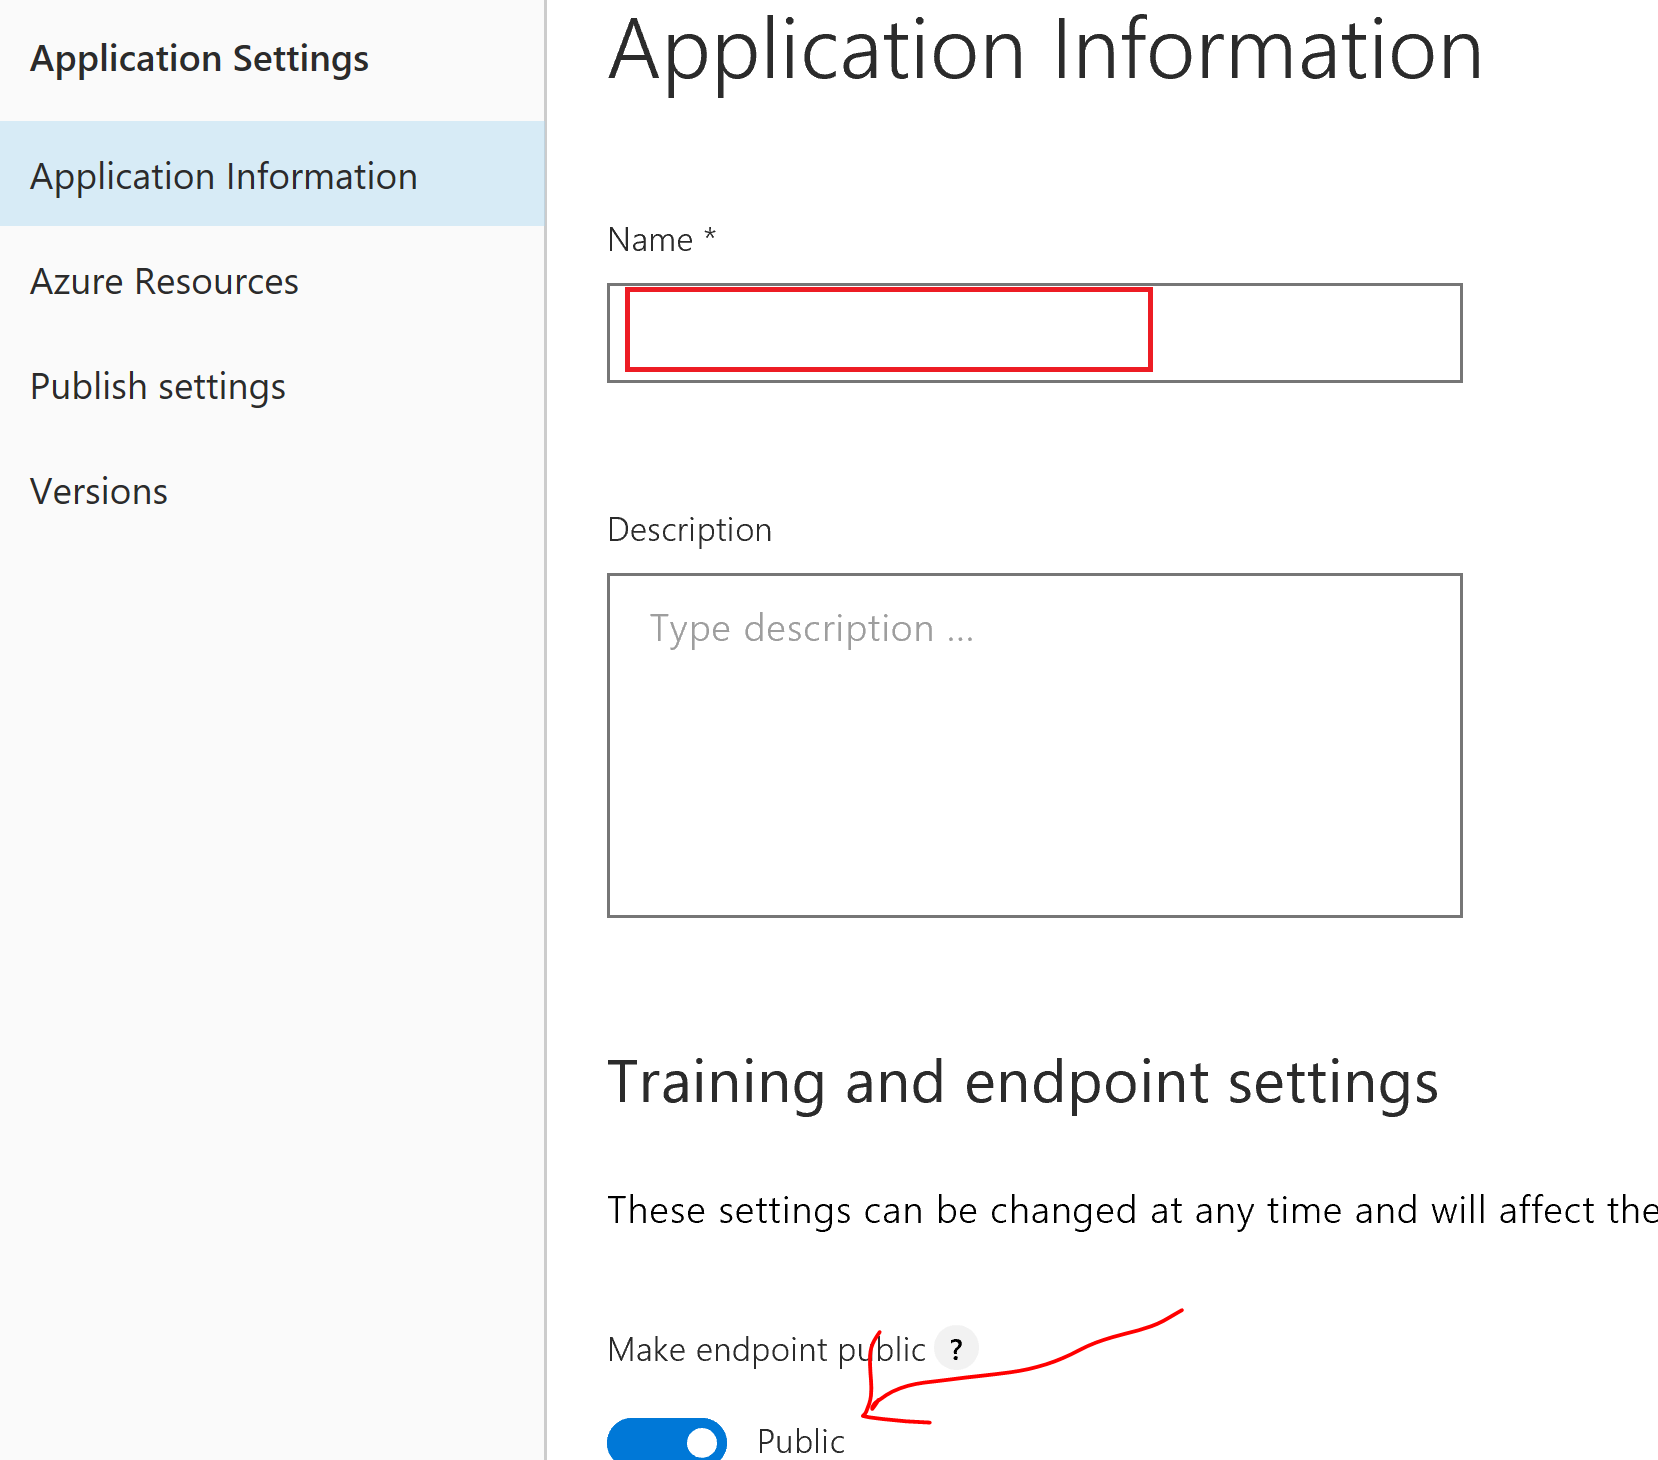 Application Settings
Application Information
Azure Resources
Publish settings
Versions
Application Information
Name *
Description
Type description ...
Training and endpoint settings
These settings can be changed at any time and will affect the
Make endpoint public ?
Public